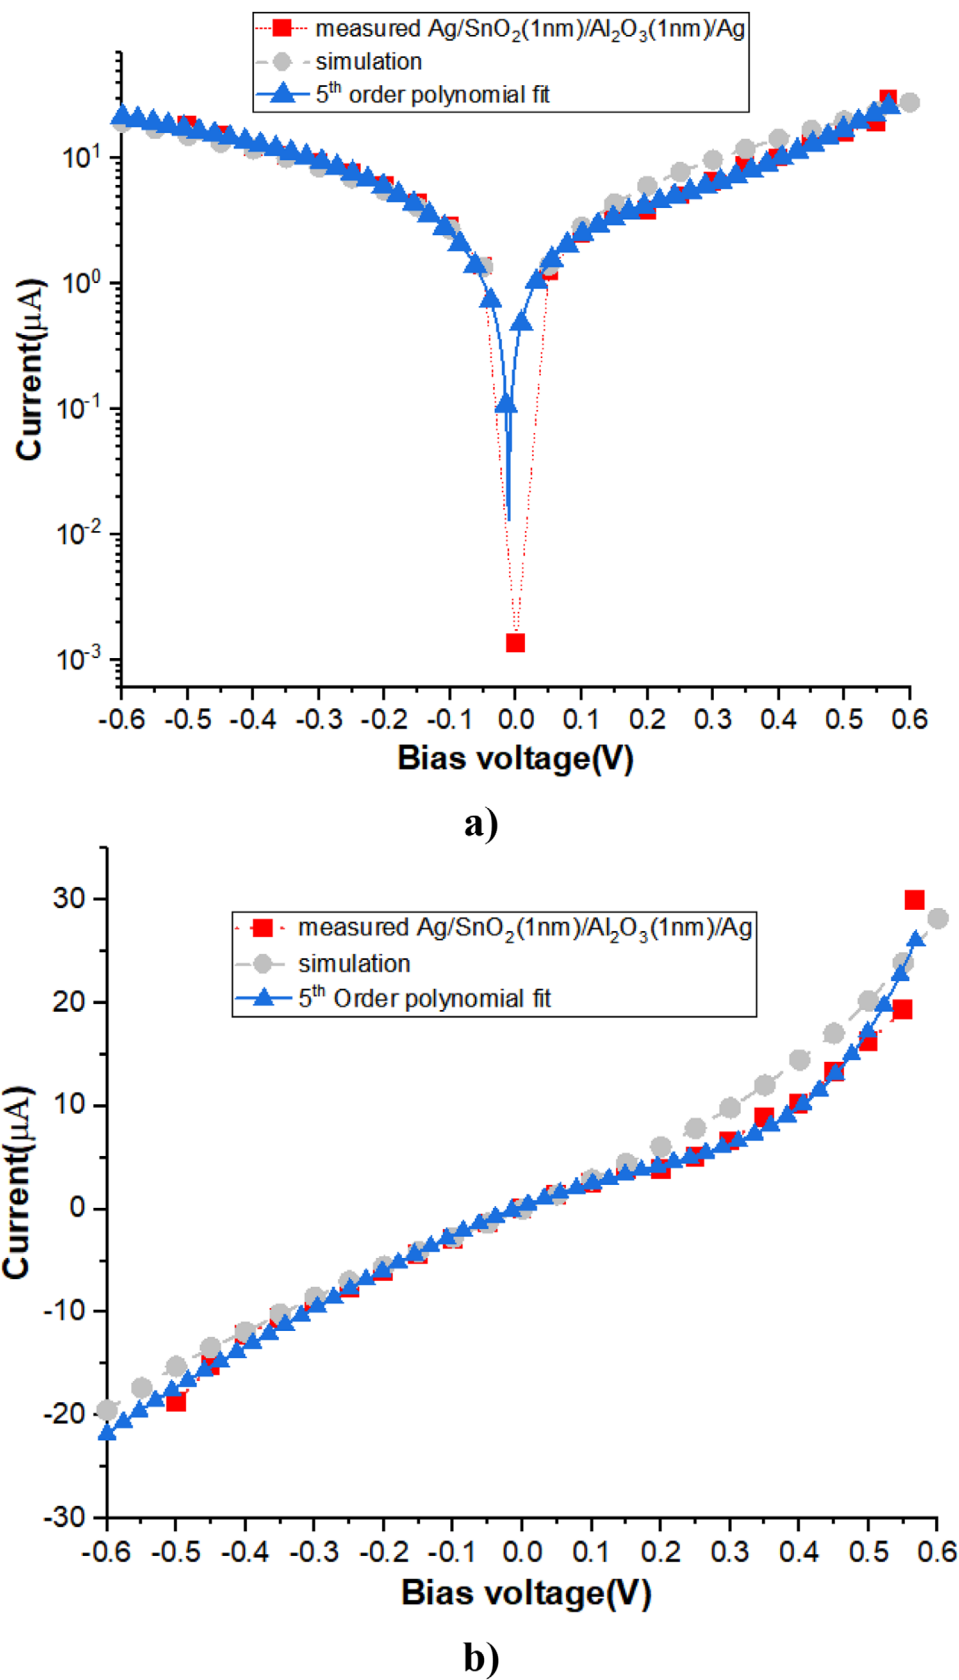 measured Ag/SnO₂(1nm)/Al₂O₃(1nm)/Ag
simulation
5ᵗʰ order polynomial fit
10¹
10⁰
10⁻¹
10⁻²
10⁻³
Current(μA)
-0.6 -0.5 -0.4 -0.3 -0.2 -0.1 0.0 0.1 0.2 0.3 0.4 0.5 0.6
Bias voltage(V)
a)
measured Ag/SnO₂(1nm)/Al₂O₃(1nm)/Ag
simulation
5ᵗʰ Order polynomial fit
30
20
10
0
-10
-20
-30
Current(μA)
-0.6 -0.5 -0.4 -0.3 -0.2 -0.1 0.0 0.1 0.2 0.3 0.4 0.5 0.6
Bias voltage(V)
b)